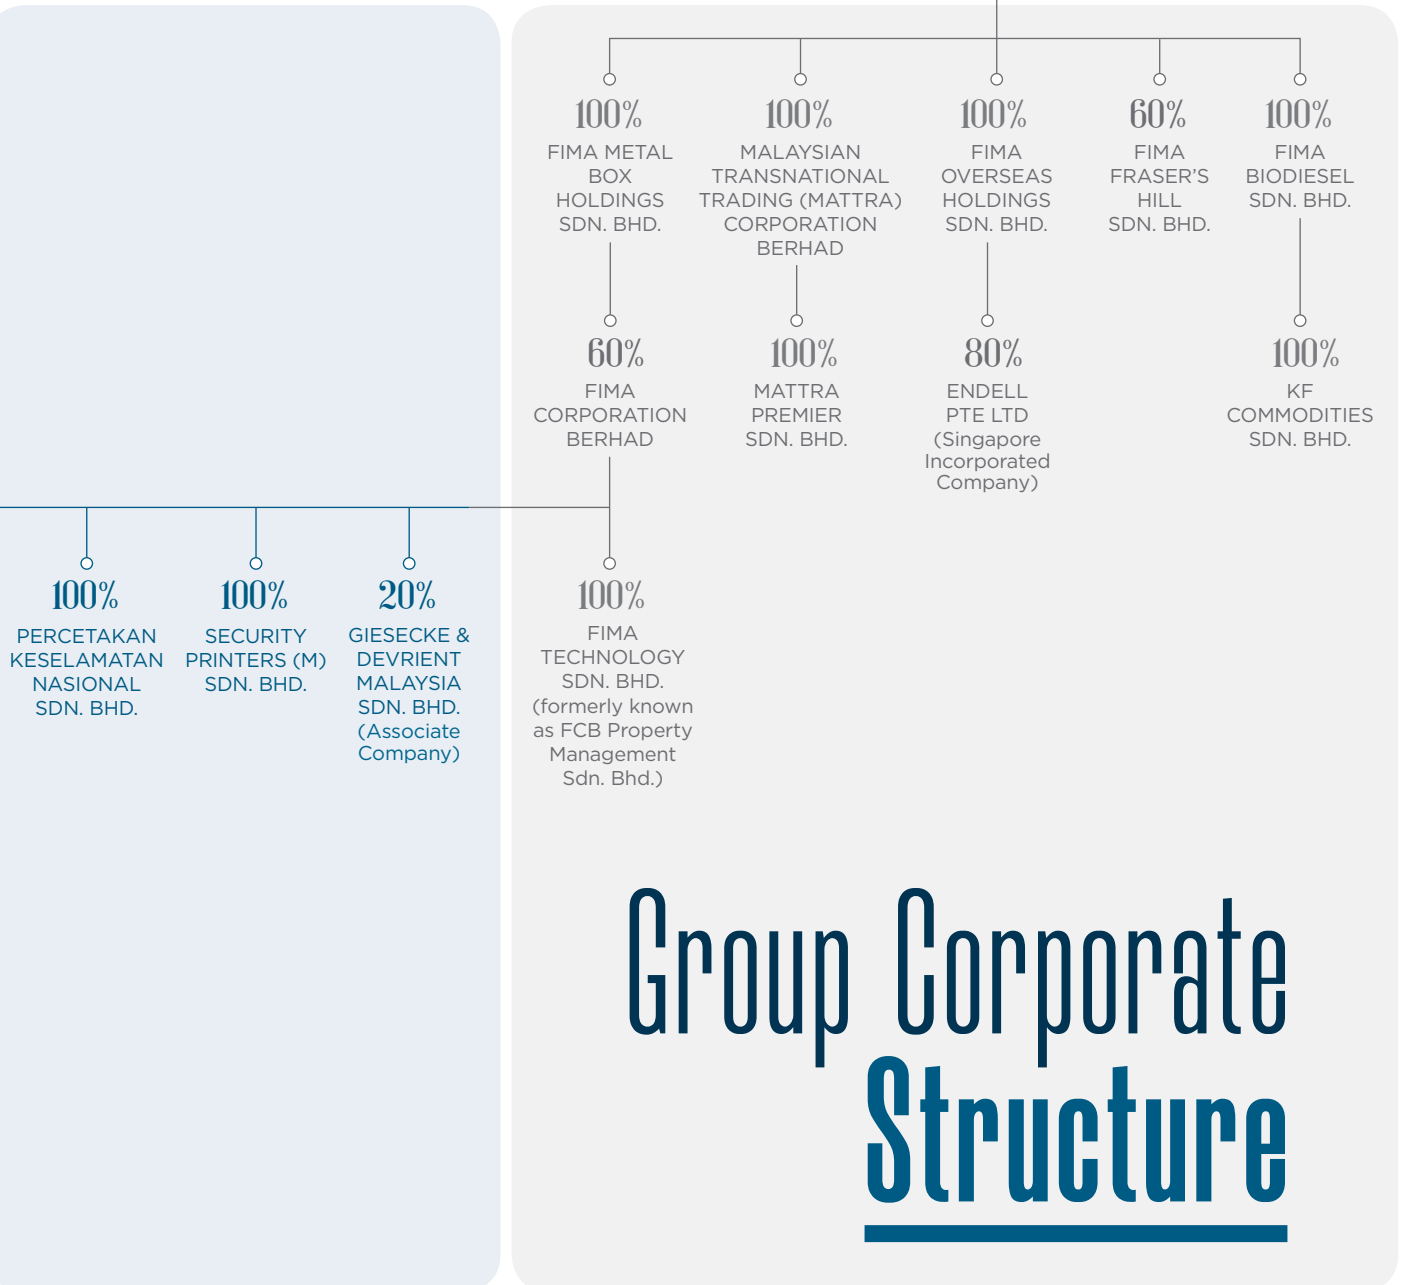 100%
FIMA METAL
BOX
HOLDINGS
SDN. BHD.
100%
MALAYSIAN
TRANSNATIONAL
TRADING (MATTRA)
CORPORATION
BERHAD
100%
FIMA
OVERSEAS
HOLDINGS
SDN. BHD.
60%
FIMA
FRASER’S
HILL
SDN. BHD.
100%
FIMA
BIODIESEL
SDN. BHD.
60%
FIMA
CORPORATION
BERHAD
100%
MATTRA
PREMIER
SDN. BHD.
80%
ENDELL
PTE LTD
(Singapore
Incorporated
Company)
100%
KF
COMMODITIES
SDN. BHD.
100%
PERCETAKAN
KESELAMATAN
NASIONAL
SDN. BHD.
100%
SECURITY
PRINTERS (M)
SDN. BHD.
20%
GIESECKE &
DEVRIENT
MALAYSIA
SDN. BHD.
(Associate
Company)
100%
FIMA
TECHNOLOGY
SDN. BHD.
(formerly known
as FCB Property
Management
Sdn. Bhd.)
Group Corporate
Structure